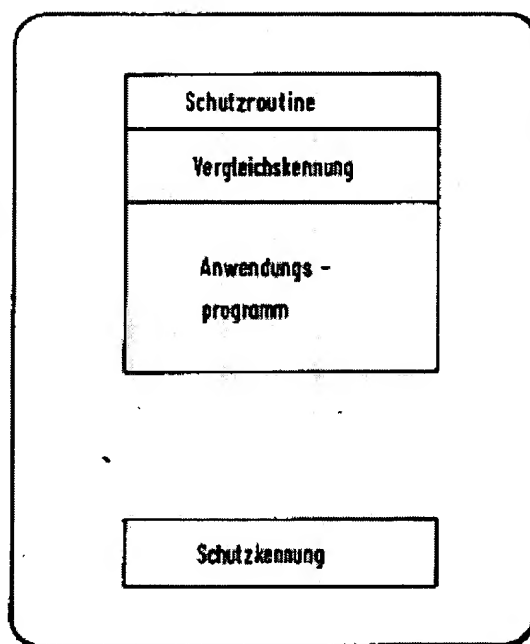 Schutzroutine
Vergleichskennung
Anwendungs -
programm
Schutzkennung